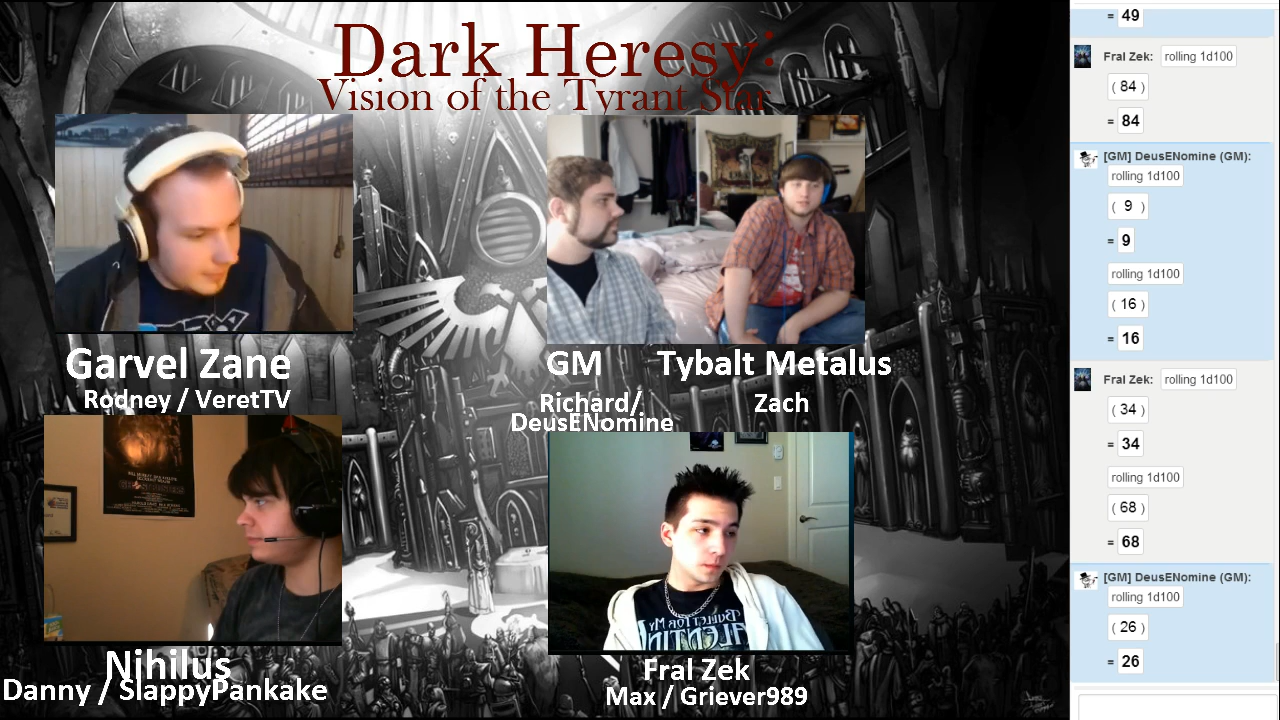 Dark Heresy:
Vision of the Tyrant Star
Garvel Zane
Rodney / VeretTV
GM
Tybalt Metalus
Richard/
DeusENomine
Zach
Nihilus
Danny / SlappyPankake
Fral Zek
Max / Griever989
= 49
Fral Zek: rolling 1d100
( 84 )
= 84
[GM] DeusENomine (GM):
rolling 1d100
( 9 )
= 9
rolling 1d100
( 16 )
= 16
Fral Zek: rolling 1d100
( 34 )
= 34
rolling 1d100
( 68 )
= 68
[GM] DeusENomine (GM):
rolling 1d100
( 26 )
= 26